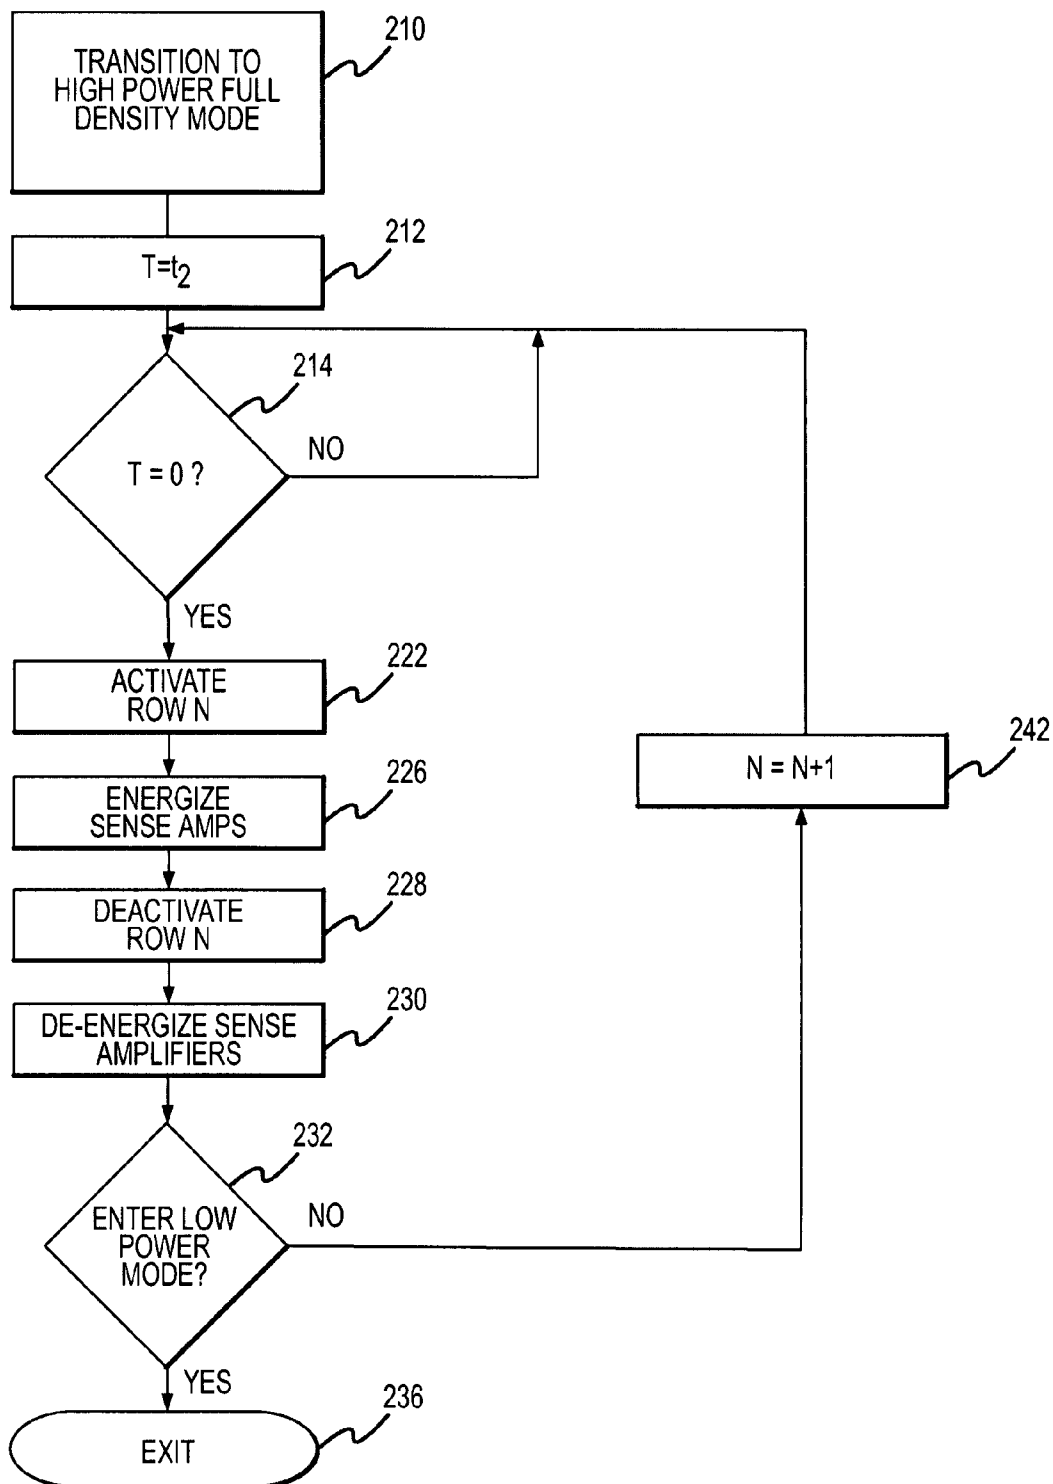 210
TRANSITION TO
HIGH POWER FULL
DENSITY MODE
212
T=t2
214
T = 0 ?
NO
YES
222
ACTIVATE
ROW N
242
N = N+1
226
ENERGIZE
SENSE AMPS
228
DEACTIVATE
ROW N
230
DE-ENERGIZE SENSE
AMPLIFIERS
232
ENTER LOW
POWER
MODE?
NO
YES
236
EXIT